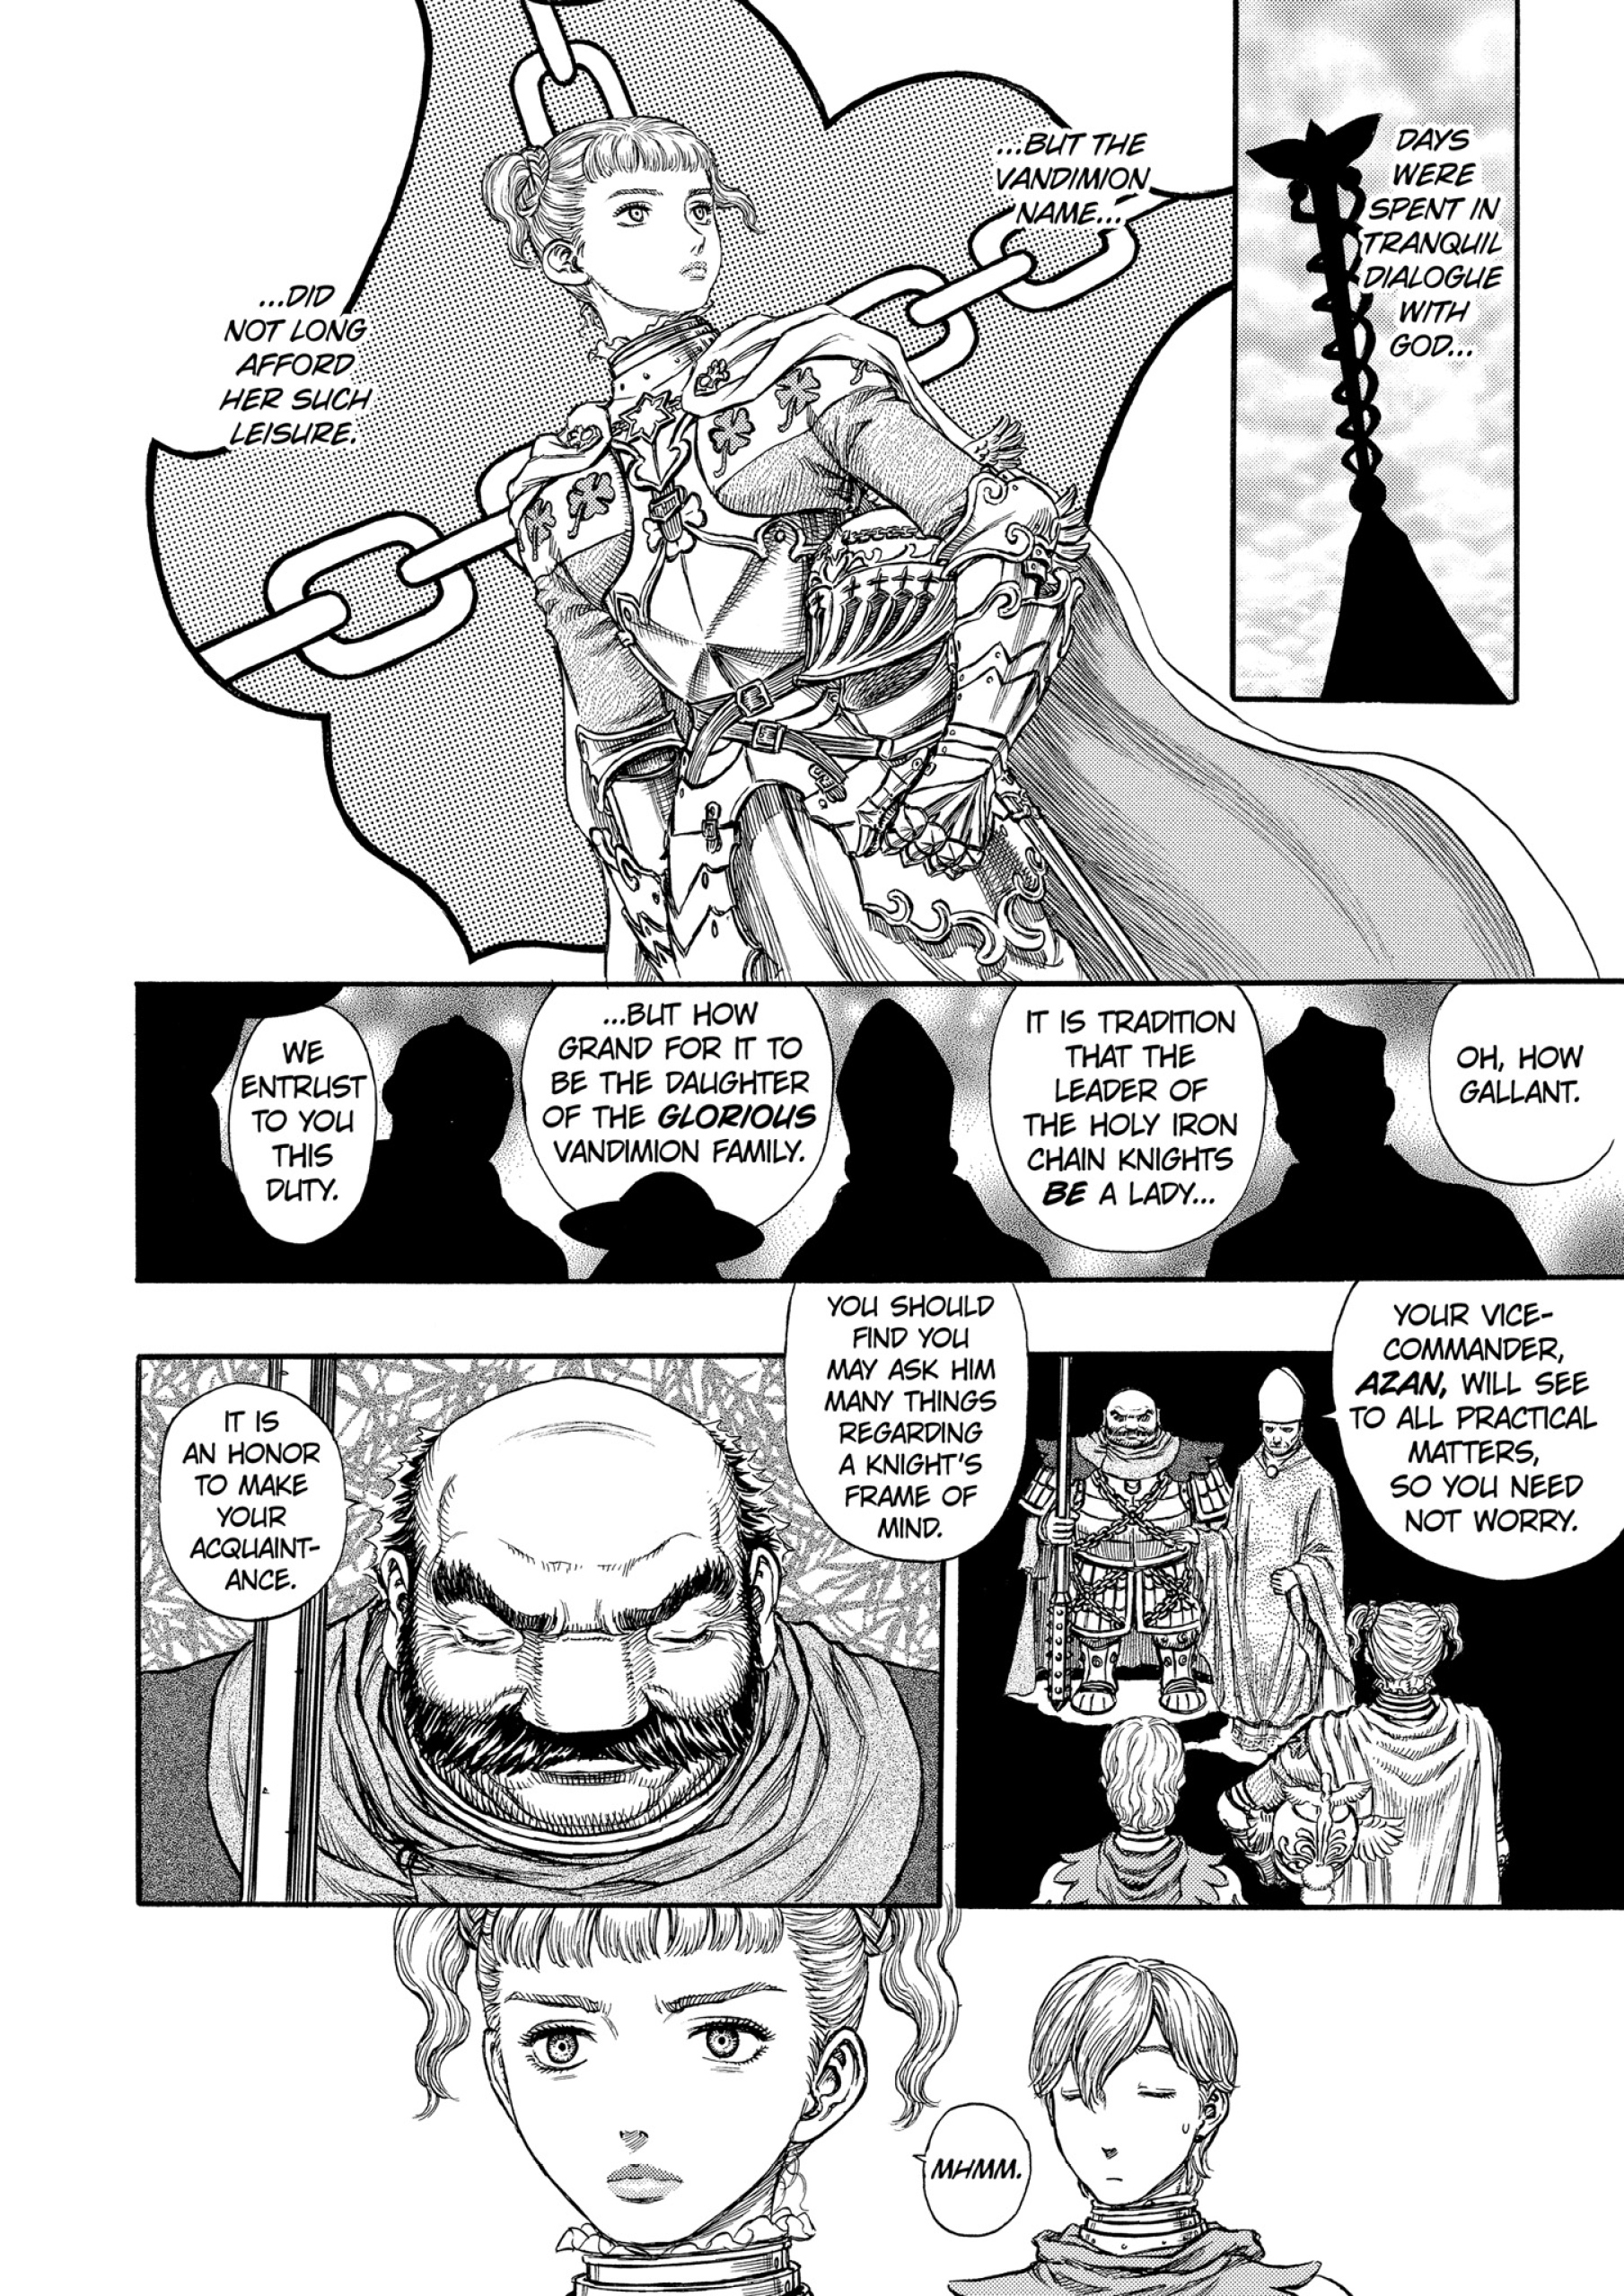 DAYS
WERE
SPENT IN
TRANQUIL
DIALOGUE
WITH
GOD...
...BUT THE
VANDIMION
NAME...
...DID
NOT LONG
AFFORD
HER SUCH
LEISURE.
OH, HOW
GALLANT.
IT IS TRADITION
THAT THE
LEADER OF
THE HOLY IRON
CHAIN KNIGHTS
BE A LADY...
...BUT HOW
GRAND FOR IT TO
BE THE DAUGHTER
OF THE GLORIOUS
VANDIMION FAMILY.
WE
ENTRUST
TO YOU
THIS
DUTY.
YOUR VICE-
COMMANDER,
AZAN, WILL SEE
TO ALL PRACTICAL
MATTERS,
SO YOU NEED
NOT WORRY.
YOU SHOULD
FIND YOU
MAY ASK HIM
MANY THINGS
REGARDING
A KNIGHT'S
FRAME OF
MIND.
IT IS
AN HONOR
TO MAKE
YOUR
ACQUAINT-
ANCE.
MHMM.